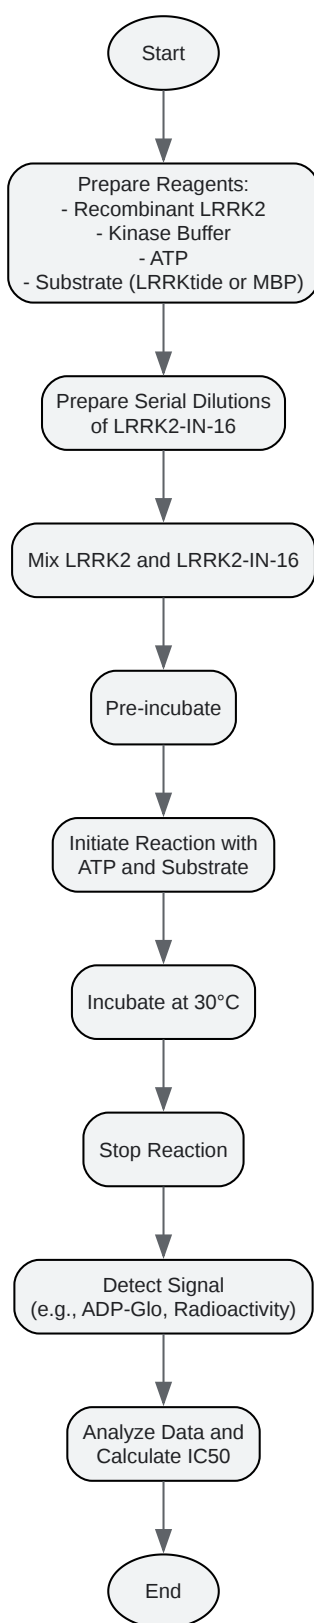 Start
Prepare Reagents:
- Recombinant LRRK2
- Kinase Buffer
- ATP
- Substrate (LRRKtide or MBP)
Prepare Serial Dilutions
of LRRK2-IN-16
Mix LRRK2 and LRRK2-IN-16
Pre-incubate
Initiate Reaction with
ATP and Substrate
Incubate at 30°C
Stop Reaction
Detect Signal
(e.g., ADP-Glo, Radioactivity)
Analyze Data and
Calculate IC50
End